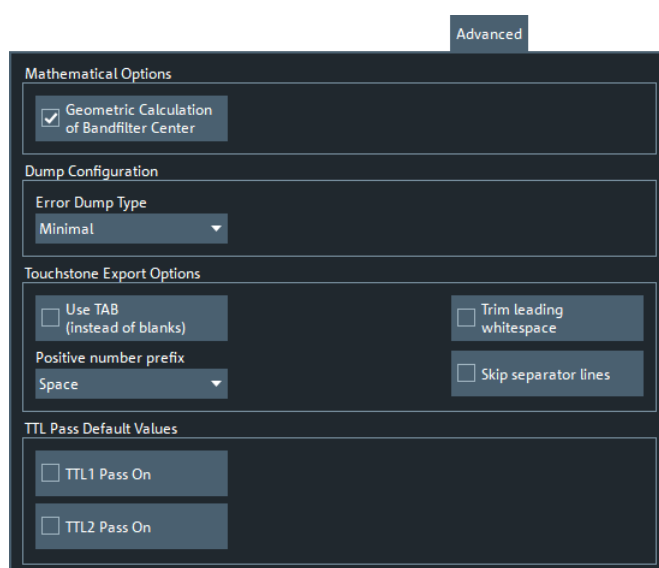 Advanced
Mathematical Options
Geometric Calculation
of Bandfilter Center
Dump Configuration
Error Dump Type
Minimal
Touchstone Export Options
Use TAB
(instead of blanks)
Trim leading
whitespace
Positive number prefix
Space
Skip separator lines
TTL Pass Default Values
TTL1 Pass On
TTL2 Pass On